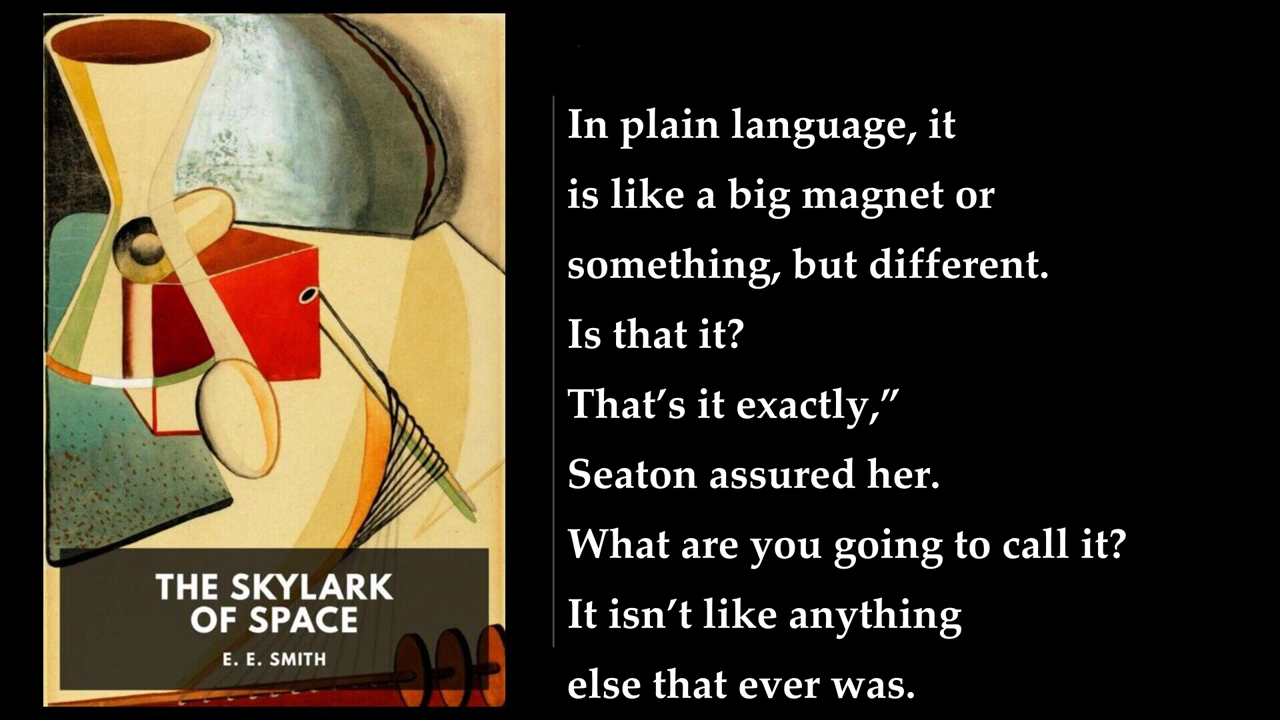 THE SKYLARK
OF SPACE
E. E. SMITH
In plain language, it
is like a big magnet or
something, but different.
Is that it?
That’s it exactly,”
Seaton assured her.
What are you going to call it?
It isn’t like anything
else that ever was.